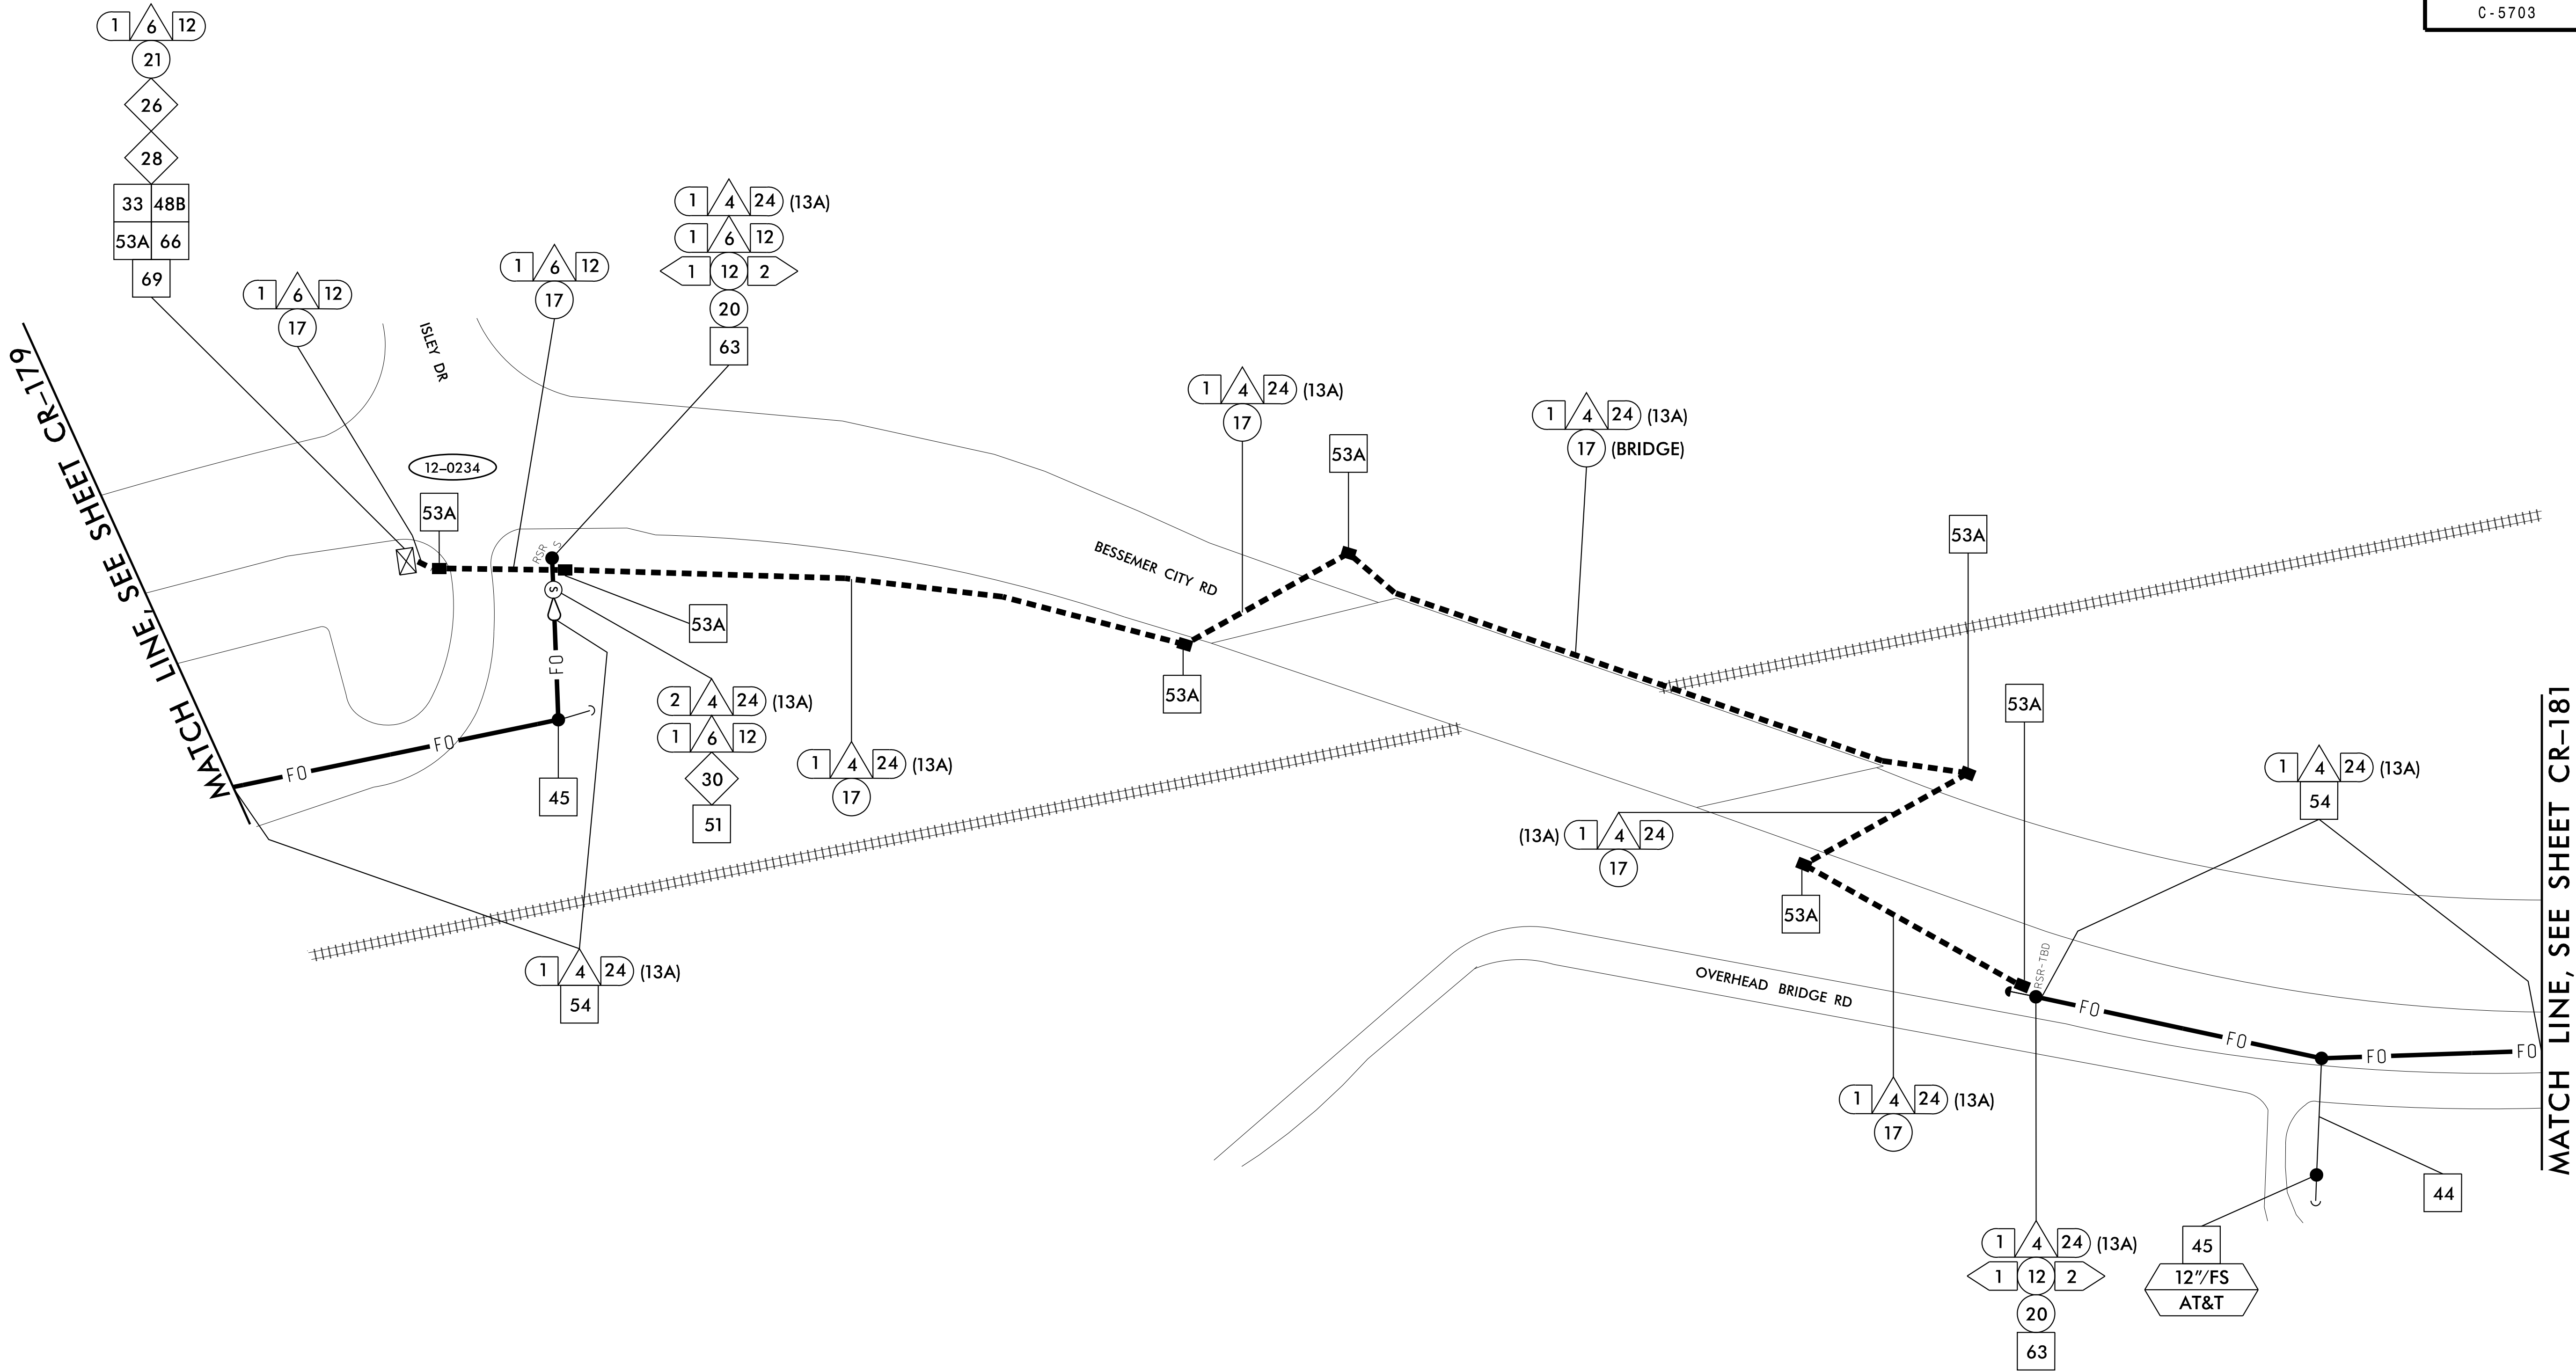 C-5703
1 6 12
21
26
28
33 48B
53A 66
69
1 6 12
17
1 6 12
17
1 4 24 (13A)
1 6 12
1 12 2
20
63
ISLEY DR
MATCH LINE, SEE SHEET CR-179
12-0234
53A
RSR
S
S
53A
FO
FO
FO
45
2 4 24 (13A)
1 6 12
30
51
1 4 24 (13A)
17
1 4 24 (13A)
54
BESSEMER CITY RD
1 4 24 (13A)
17
53A
53A
1 4 24 (13A)
17 (BRIDGE)
53A
53A
(13A) 1 4 24
17
53A
1 4 24 (13A)
54
OVERHEAD BRIDGE RD
RSR-TBD
FO
FO
FO
FO
MATCH LINE, SEE SHEET CR-181
1 4 24 (13A)
17
44
1 4 24 (13A)
1 12 2
20
63
45
12"/FS
AT&T